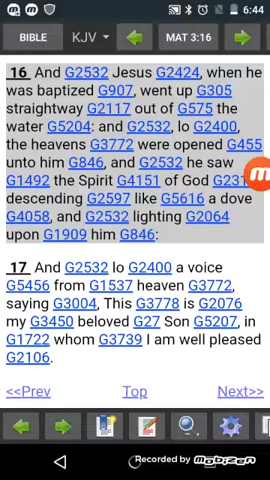 6:44
BIBLE KJV MAT 3:16
16 And G2532 Jesus G2424, when he
was baptized G907, went up G305
straightway G2117 out of G575 the
water G5204: and G2532, lo G2400,
the heavens G3772 were opened G455
unto him G846, and G2532 he saw
G1492 the Spirit G4151 of God
descending G2597 like G5616 a dove
G4058, and G2532 lighting G2064
upon G1909 him G846:
17 And G2532 lo G2400 a voice
G5456 from G1537 heaven G3772,
saying G3004, This G3778 is G2076
my G3450 beloved G27 Son G5207, in
G1722 whom G3739 I am well pleased
G2106.
<<Prev Top Next>>
Recorded by mobizen